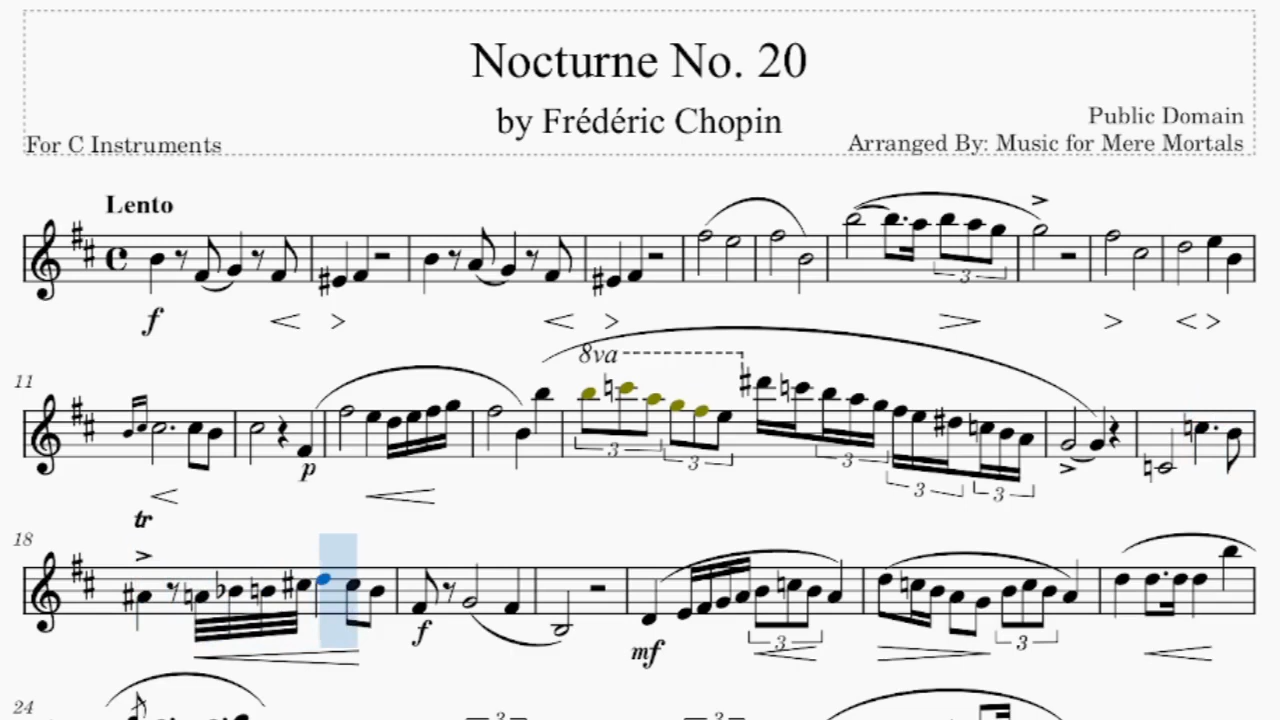 Nocturne No. 20
by Frédéric Chopin
Public Domain
For C Instruments
Arranged By: Music for Mere Mortals
Lento
3
f
11
8va
3
3
3
3
3
p
tr
18
3
3
f
mf
24
3
3